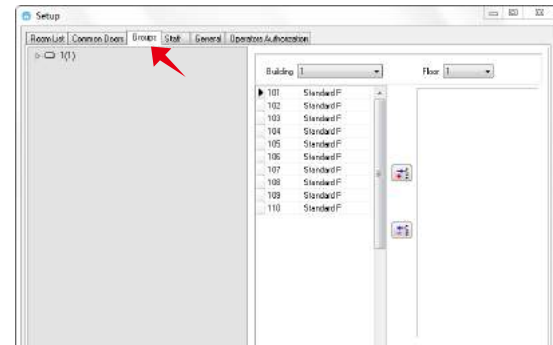 Setup
Room List Common Doors Groups Staff General Operators Authorization
1(1)
Building 1 Floor 1
101 Standard F
102 Standard F
103 Standard F
104 Standard F
105 Standard F
106 Standard F
107 Standard F
108 Standard F
109 Standard F
110 Standard F